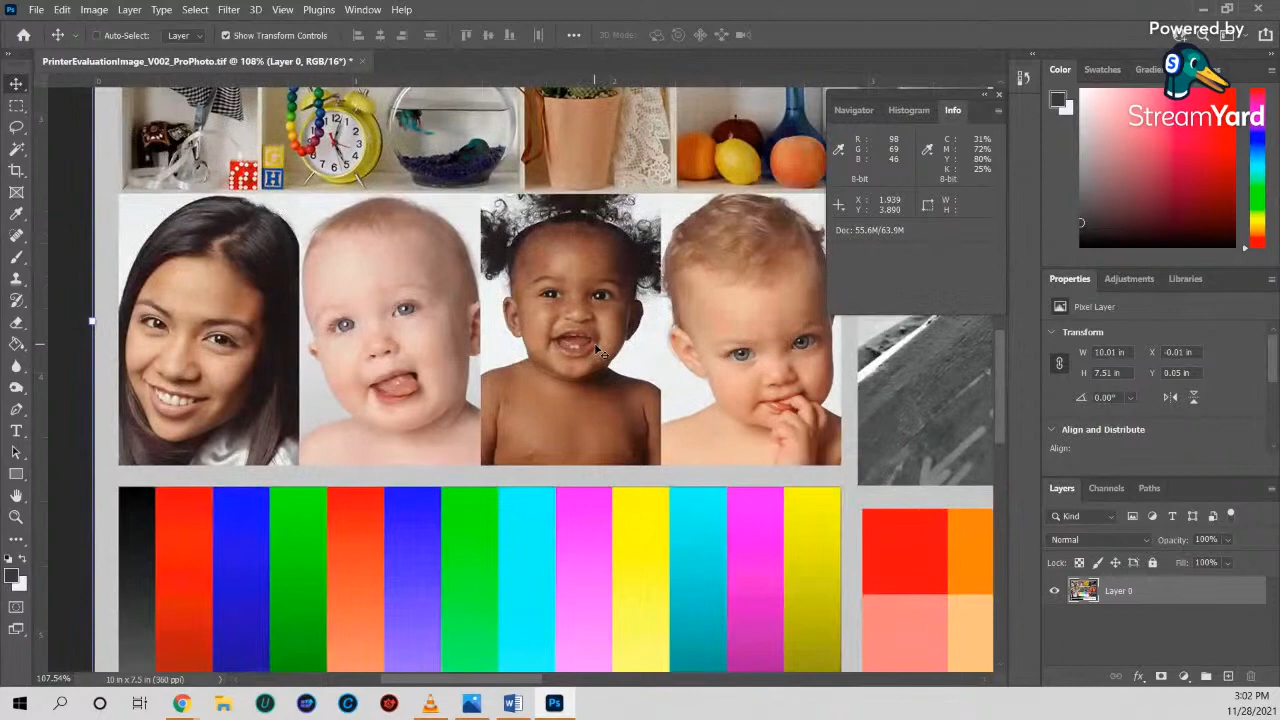 File Edit Image Layer Type Select Filter 3D View Plugins Window Help
Powered by
StreamYard
Auto-Select: Layer Show Transform Controls 3D Mode:
PrinterEvaluationImage_V002_ProPhoto.tif @ 108% (Layer 0, RGB/16*) *
Navigator Histogram Info
R: 98 C: 31%
G: 69 M: 72%
B: 46 Y: 80%
K: 25%
8-bit 8-bit
X: 1.939 W:
Y: 3.890 H:
Doc: 55.6M/63.9M
H
Color Swatches
Properties Adjustments Libraries
Pixel Layer
Transform
W 10.01 in X -0.01 in
H 7.51 in Y 0.05 in
0.00°
Align and Distribute
Align:
Layers Channels Paths
Kind
Normal Opacity: 100%
Lock: Fill: 100%
Layer 0
107.54% 10 in x 7.5 in (360 ppi)
3:02 PM
11/28/2021